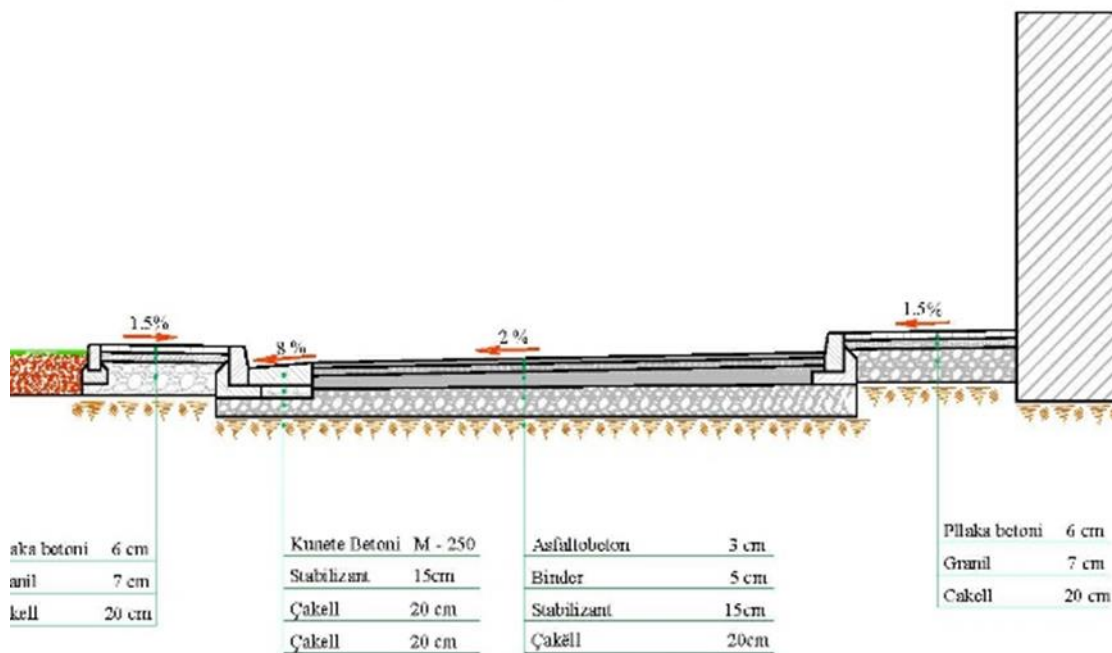 1.5%
8 %
2 %
1.5%
aka betoni 6 cm
anil 7 cm
kell 20 cm
Kunete Betoni M - 250
Stabilizant 15cm
Çakell 20 cm
Çakell 20 cm
Asfaltobeton 3 cm
Binder 5 cm
Stabilizant 15cm
Çakëll 20cm
Pllaka betoni 6 cm
Granil 7 cm
Cakell 20 cm